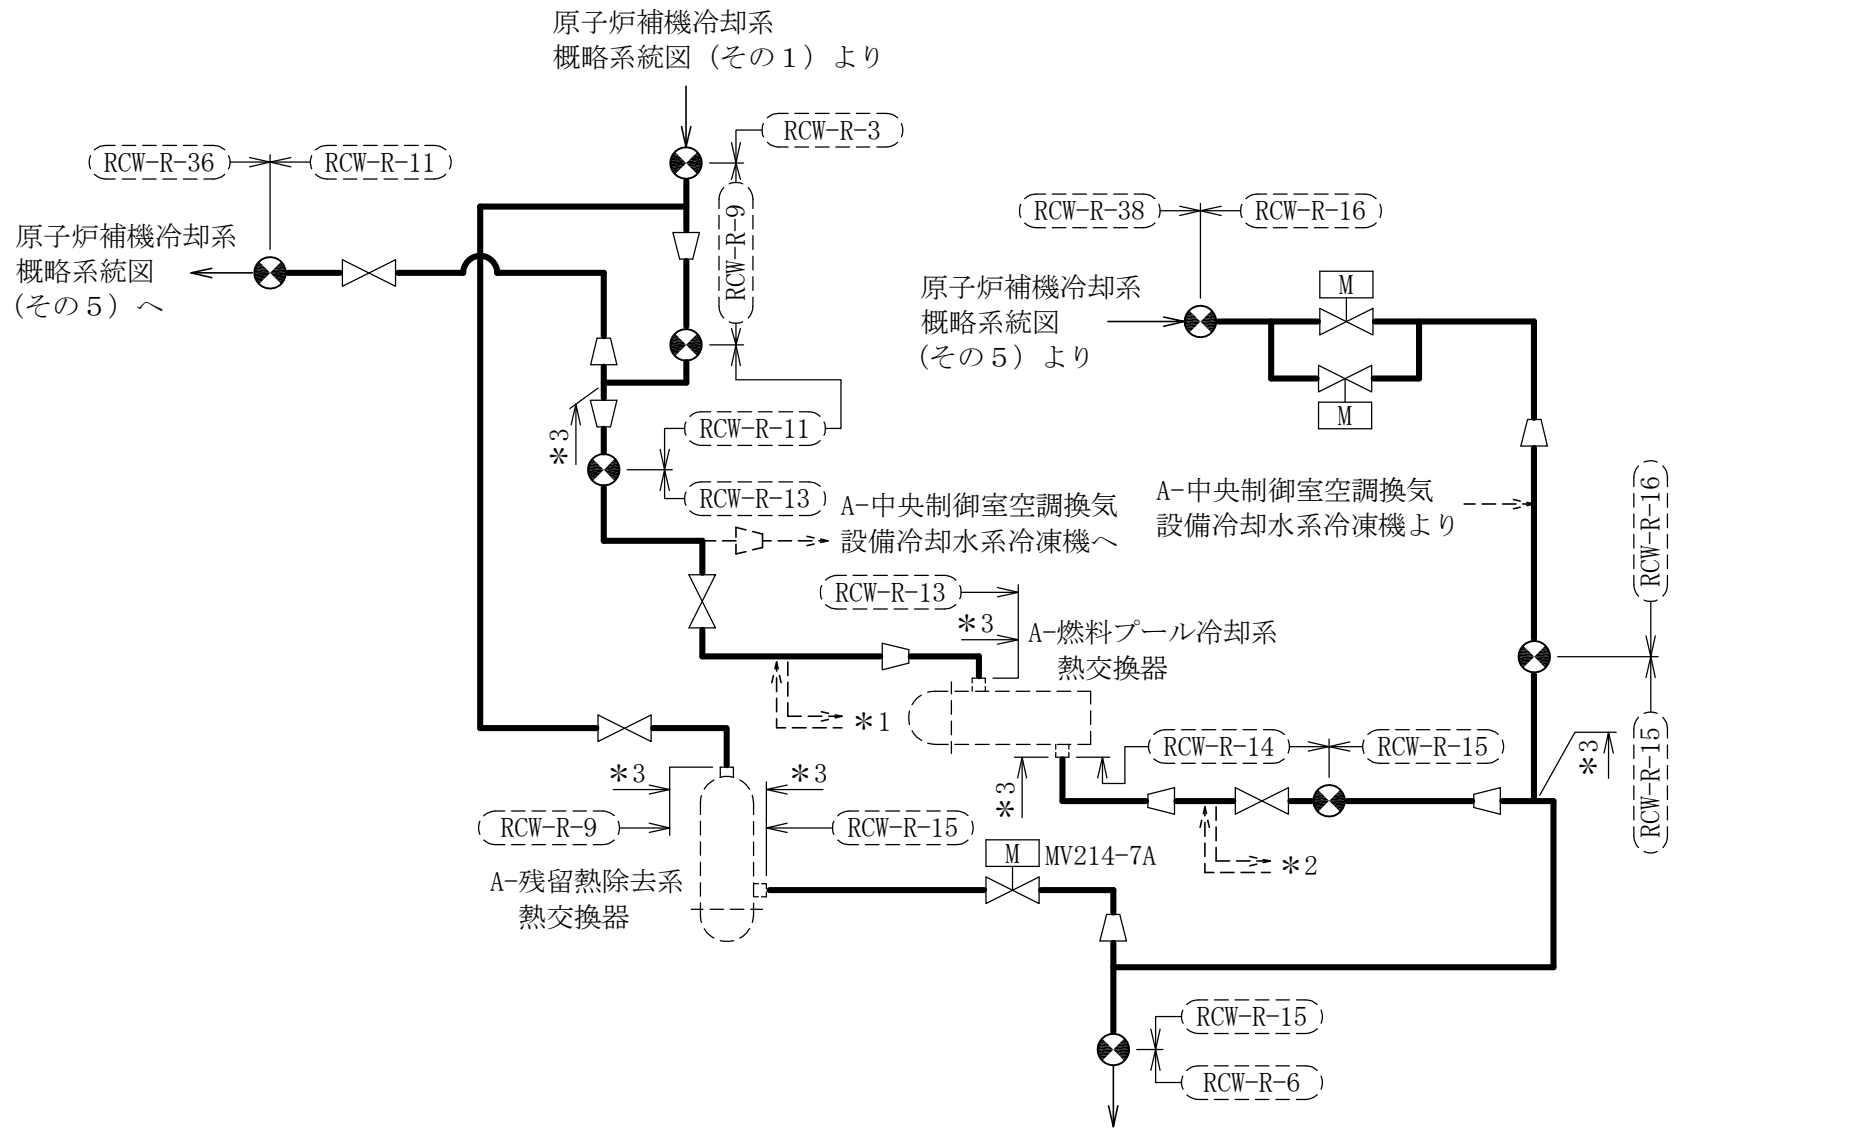 原子炉補機冷却系
概略系統図（その１）より
RCW-R-3
RCW-R-36
RCW-R-11
RCW-R-9
RCW-R-38
RCW-R-16
原子炉補機冷却系
概略系統図
(その５）へ
原子炉補機冷却系
概略系統図
(その５）より
M
M
＊3
RCW-R-11
RCW-R-13
A-中央制御室空調換気
設備冷却水系冷凍機へ
A-中央制御室空調換気
設備冷却水系冷凍機より
RCW-R-16
RCW-R-13
＊3
A-燃料プール冷却系
熱交換器
＊1
RCW-R-14
RCW-R-15
＊3
RCW-R-15
＊3
＊3
＊3
RCW-R-9
RCW-R-15
M
MV214-7A
＊2
A-残留熱除去系
熱交換器
RCW-R-15
RCW-R-6